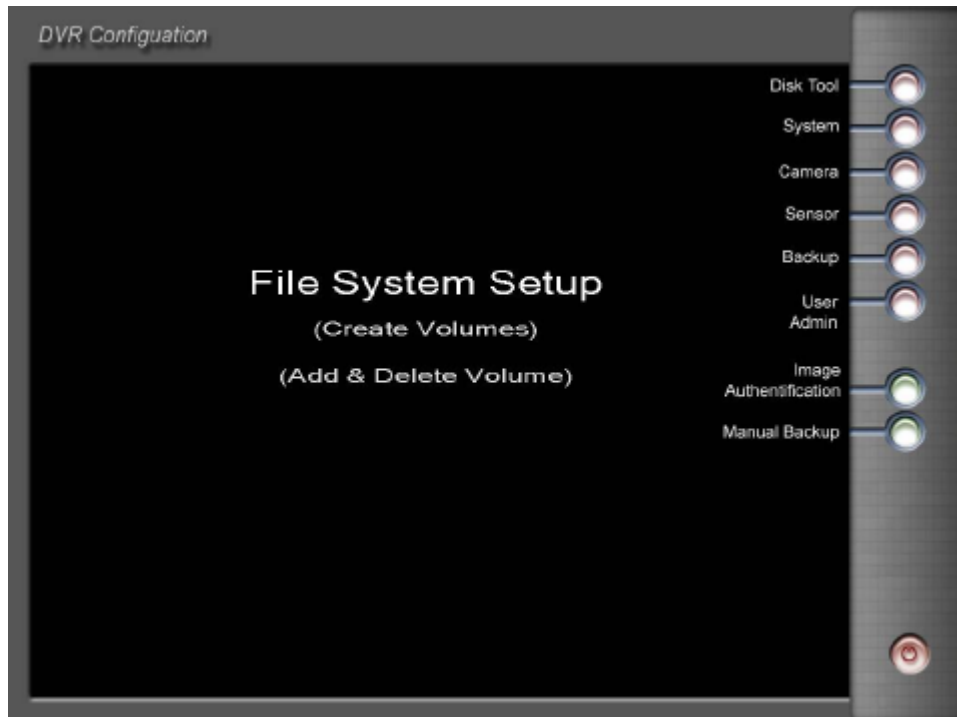 DVR Configuation
Disk Tool
System
Camera
Sensor
Backup
User
Admin
Image
Authentification
Manual Backup
File System Setup
(Create Volumes)
(Add & Delete Volume)